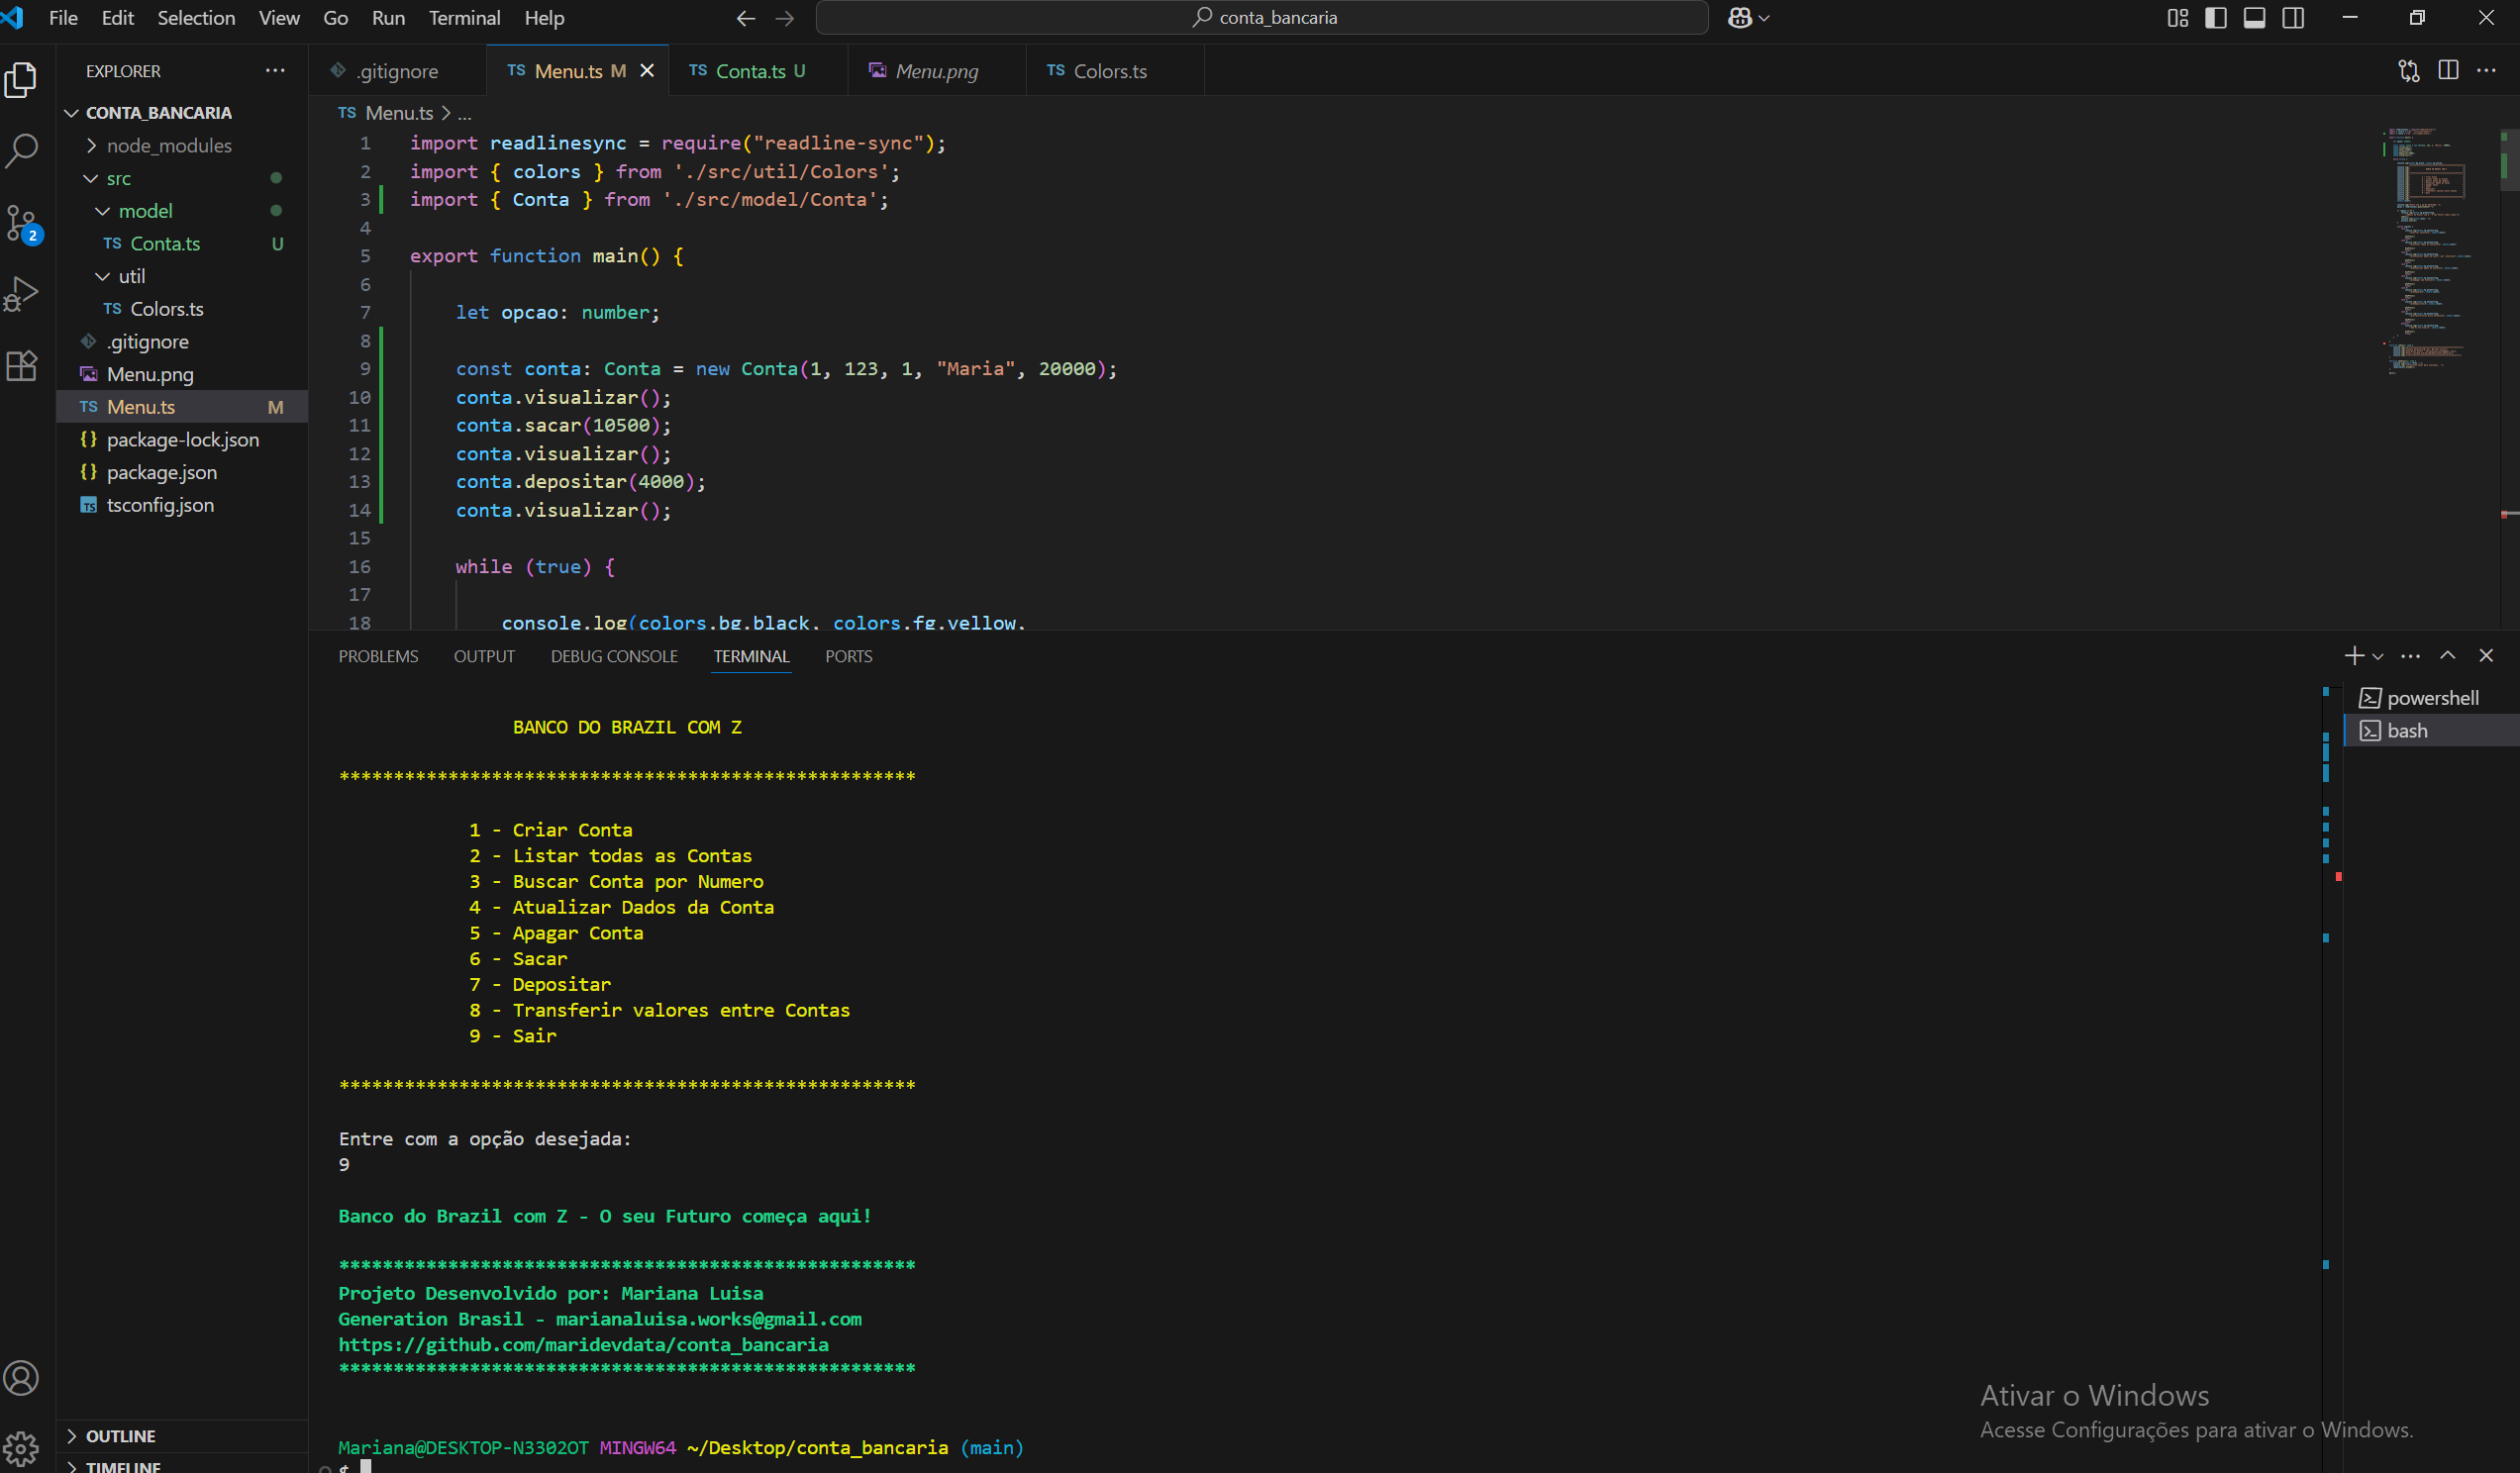 File Edit Selection View Go Run Terminal Help
conta_bancaria
EXPLORER
CONTA_BANCARIA
node_modules
src
model
TS Conta.ts U
util
TS Colors.ts
.gitignore
Menu.png
TS Menu.ts M
{} package-lock.json
{} package.json
TS tsconfig.json
OUTLINE
TIMELINE
2
.gitignore
TS Menu.ts M
TS Conta.ts U
Menu.png
TS Colors.ts
TS Menu.ts > ...
1 import readlinesync = require("readline-sync");
2 import { colors } from './src/util/Colors';
3 import { Conta } from './src/model/Conta';
4
5 export function main() {
6
7 let opcao: number;
8
9 const conta: Conta = new Conta(1, 123, 1, "Maria", 20000);
10 conta.visualizar();
11 conta.sacar(10500);
12 conta.visualizar();
13 conta.depositar(4000);
14 conta.visualizar();
15
16 while (true) {
17
18 console.log(colors.bg.black, colors.fg.yellow,
PROBLEMS OUTPUT DEBUG CONSOLE TERMINAL PORTS
powershell
bash
BANCO DO BRAZIL COM Z
*****************************************************
1 - Criar Conta
2 - Listar todas as Contas
3 - Buscar Conta por Numero
4 - Atualizar Dados da Conta
5 - Apagar Conta
6 - Sacar
7 - Depositar
8 - Transferir valores entre Contas
9 - Sair
*****************************************************
Entre com a opção desejada:
9
Banco do Brazil com Z - O seu Futuro começa aqui!
*****************************************************
Projeto Desenvolvido por: Mariana Luisa
Generation Brasil - marianaluisa.works@gmail.com
https://github.com/maridevdata/conta_bancaria
*****************************************************
Mariana@DESKTOP-N3302OT MINGW64 ~/Desktop/conta_bancaria (main)
$
Ativar o Windows
Acesse Configurações para ativar o Windows.